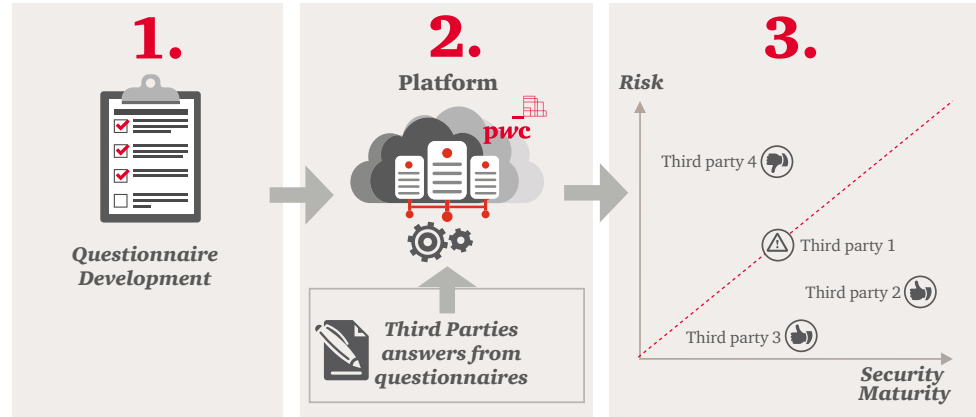 1.
Questionnaire
Development
2.
Platform
pwc
Third Parties
answers from
questionnaires
3.
Risk
Third party 4
Third party 1
Third party 2
Third party 3
Security
Maturity